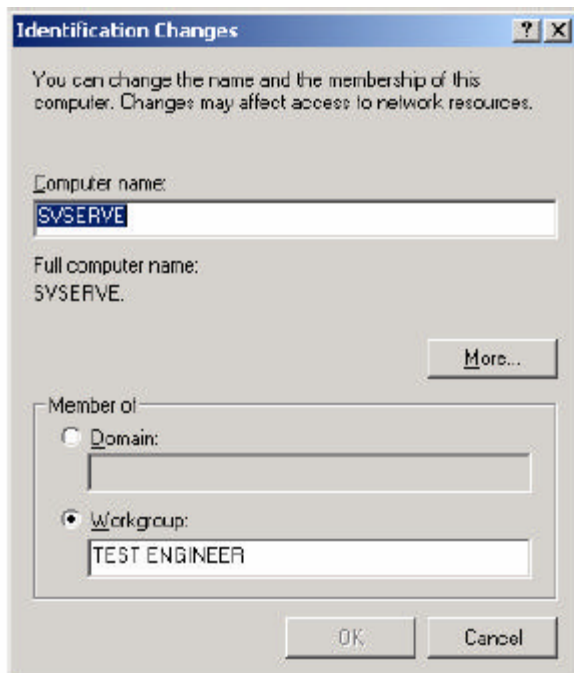 Identification Changes
You can change the name and the membership of this
computer. Changes may affect access to network resources.
Computer name:
SVSERVE
Full computer name:
SVSERVE.
More...
Member of
Domain:
Workgroup:
TEST ENGINEER
OK
Cancel